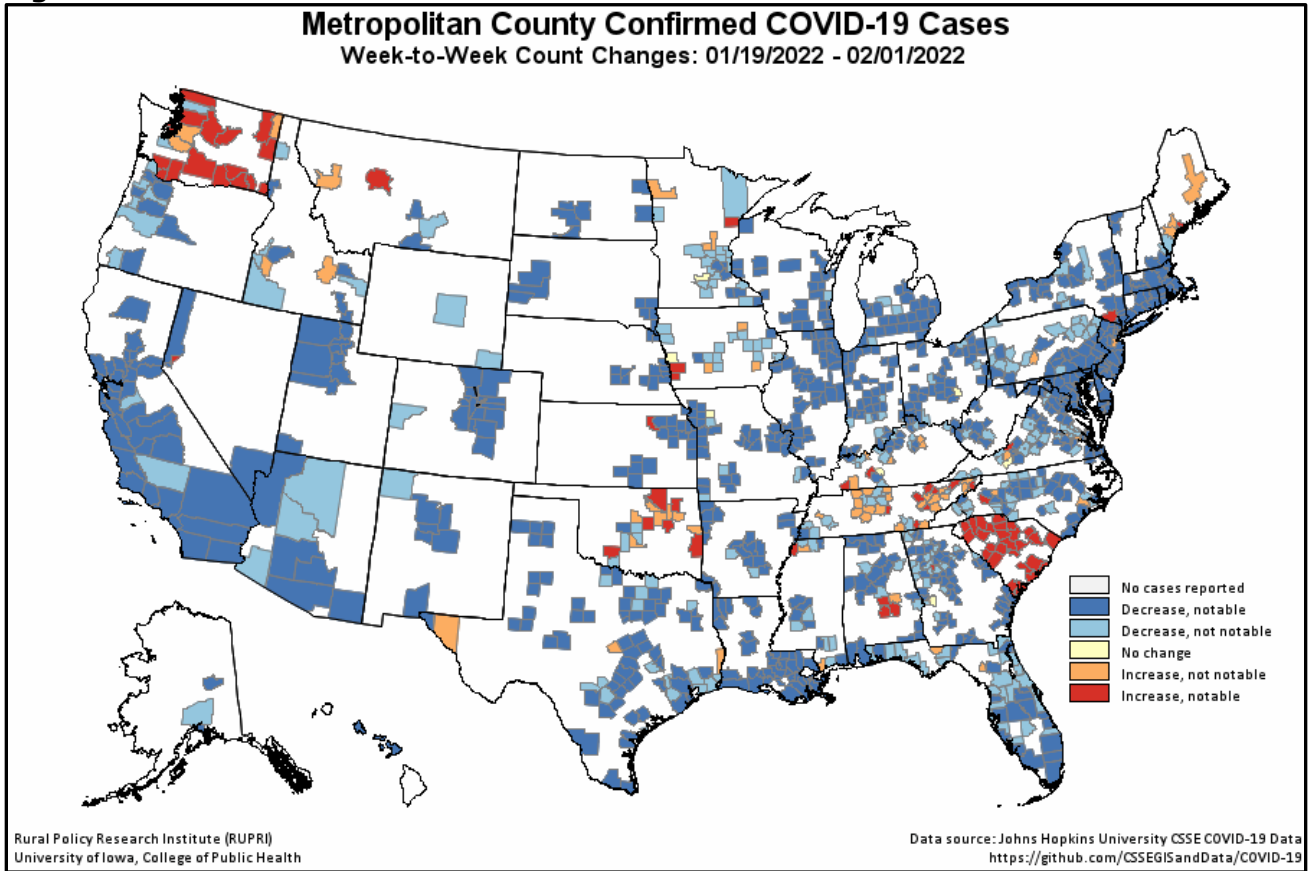 Metropolitan County Confirmed COVID-19 Cases
Week-to-Week Count Changes: 01/19/2022 - 02/01/2022
No cases reported
Decrease, notable
Decrease, not notable
No change
Increase, not notable
Increase, notable
Rural Policy Research Institute (RUPRI)
University of Iowa, College of Public Health
Data source: Johns Hopkins University CSSE COVID-19 Data
https://github.com/CSSEGISandData/COVID-19